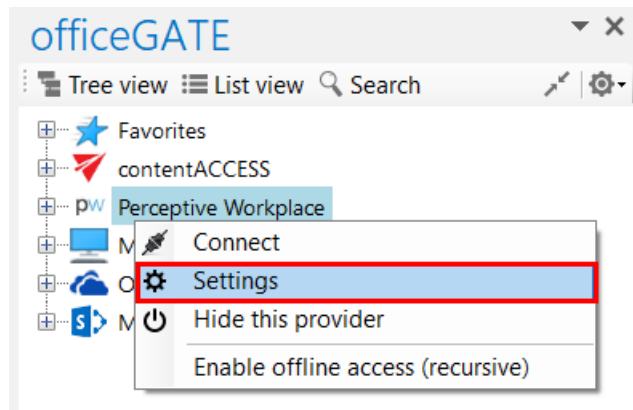 officeGATE
Tree view List view Search
Favorites
contentACCESS
pw Perceptive Workplace
M Connect
O Settings
S M Hide this provider
Enable offline access (recursive)